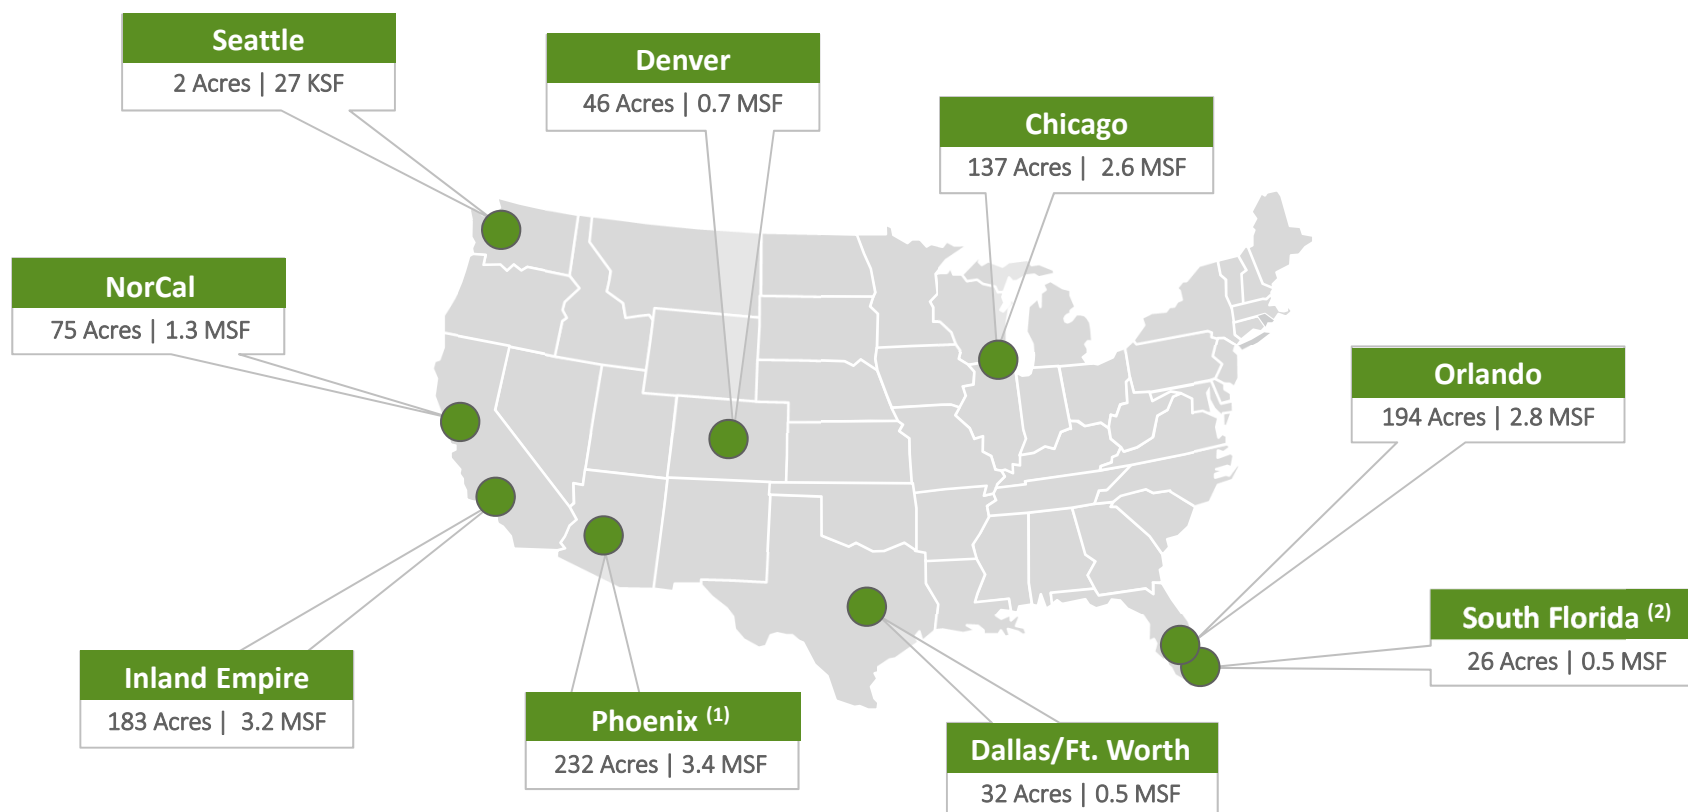 Seattle
2 Acres | 27 KSF
Denver
46 Acres | 0.7 MSF
Chicago
137 Acres | 2.6 MSF
NorCal
75 Acres | 1.3 MSF
Orlando
194 Acres | 2.8 MSF
South Florida (2)
26 Acres | 0.5 MSF
Inland Empire
183 Acres | 3.2 MSF
Phoenix (1)
232 Acres | 3.4 MSF
Dallas/Ft. Worth
32 Acres | 0.5 MSF